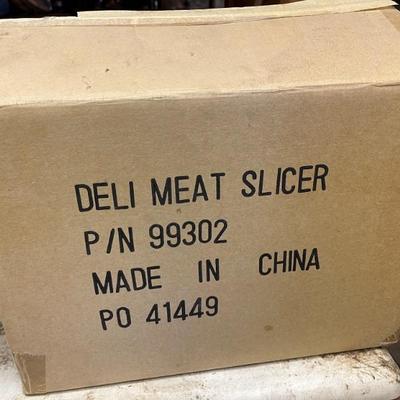 DELI MEAT SLICER
P/N 99302
MADE IN CHINA
PO 41449